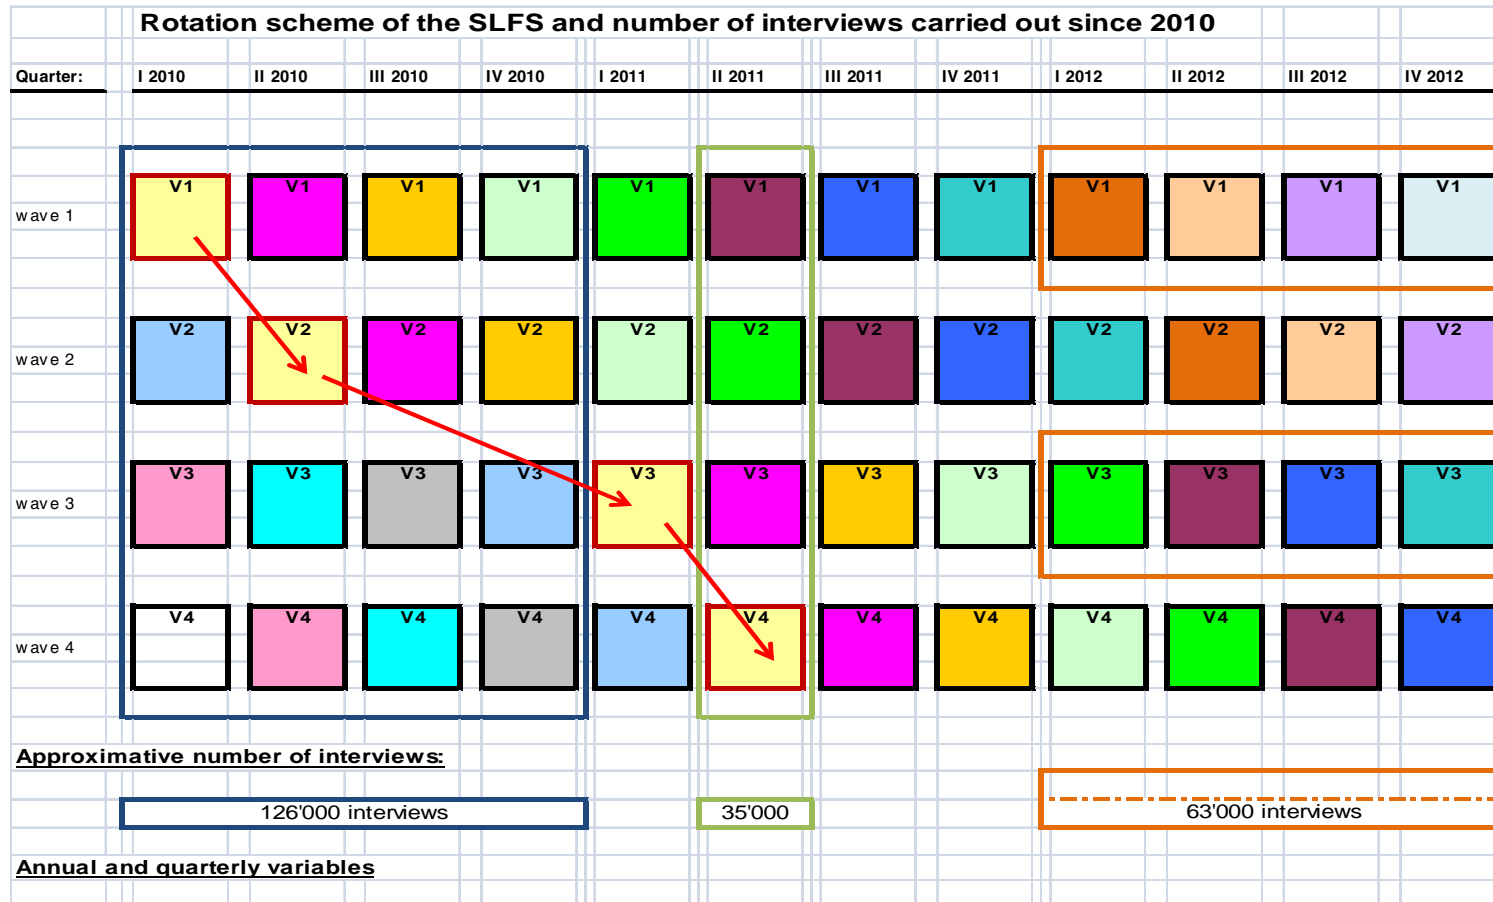 Rotation scheme of the SLFS and number of interviews carried out since 2010
Quarter: I 2010 II 2010 III 2010 IV 2010 I 2011 II 2011 III 2011 IV 2011 I 2012 II 2012 III 2012 IV 2012
V1 V1 V1 V1 V1 V1 V1 V1 V1 V1 V1 V1
wave 1
V2 V2 V2 V2 V2 V2 V2 V2 V2 V2 V2 V2
wave 2
V3 V3 V3 V3 V3 V3 V3 V3 V3 V3 V3 V3
wave 3
V4 V4 V4 V4 V4 V4 V4 V4 V4 V4 V4 V4
wave 4
Approximative number of interviews:
126'000 interviews 35'000 63'000 interviews
Annual and quarterly variables